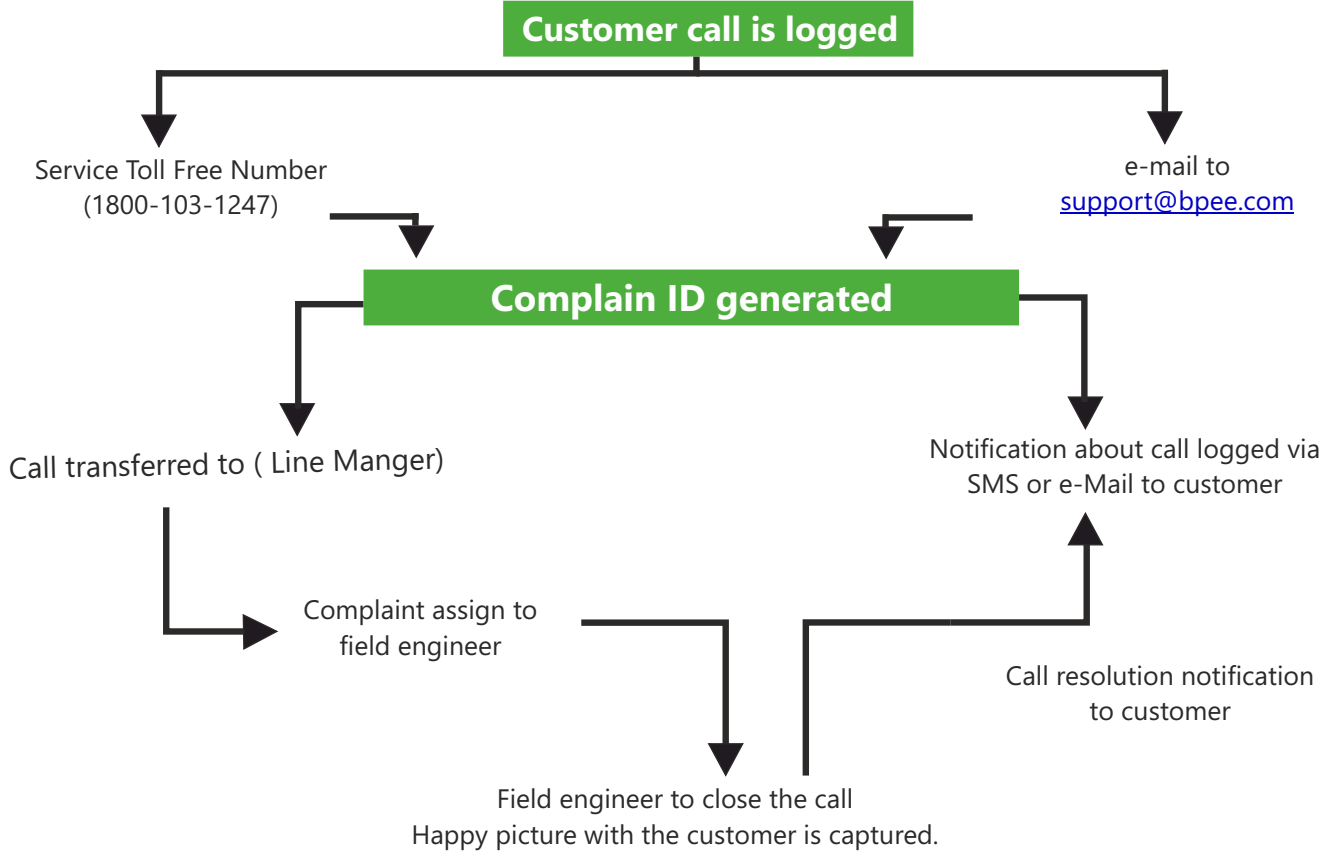 Customer call is logged
Service Toll Free Number
(1800-103-1247)
e-mail to
support@bpee.com
Complain ID generated
Call transferred to ( Line Manger)
Notification about call logged via
SMS or e-Mail to customer
Complaint assign to
field engineer
Call resolution notification
to customer
Field engineer to close the call
Happy picture with the customer is captured.